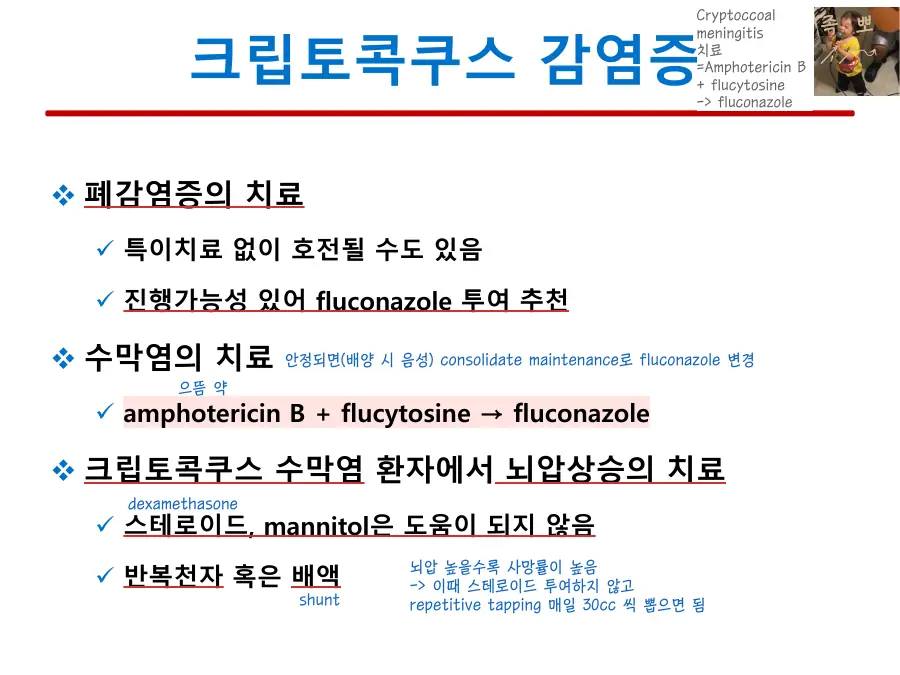 크립토콕쿠스 감염증
Cryptoccoal
meningitis
치료
=Amphotericin B
+ flucytosine
-> fluconazole
족 뽀
폐감염증의 치료
특이치료 없이 호전될 수도 있음
진행가능성 있어 fluconazole 투여 추천
수막염의 치료 안정되면(배양 시 음성) consolidate maintenance로 fluconazole 변경
으뜸 약
amphotericin B + flucytosine → fluconazole
크립토콕쿠스 수막염 환자에서 뇌압상승의 치료
dexamethasone
스테로이드, mannitol은 도움이 되지 않음
반복천자 혹은 배액
shunt
뇌압 높을수록 사망률이 높음
-> 이때 스테로이드 투여하지 않고
repetitive tapping 매일 30cc 씩 뽑으면 됨